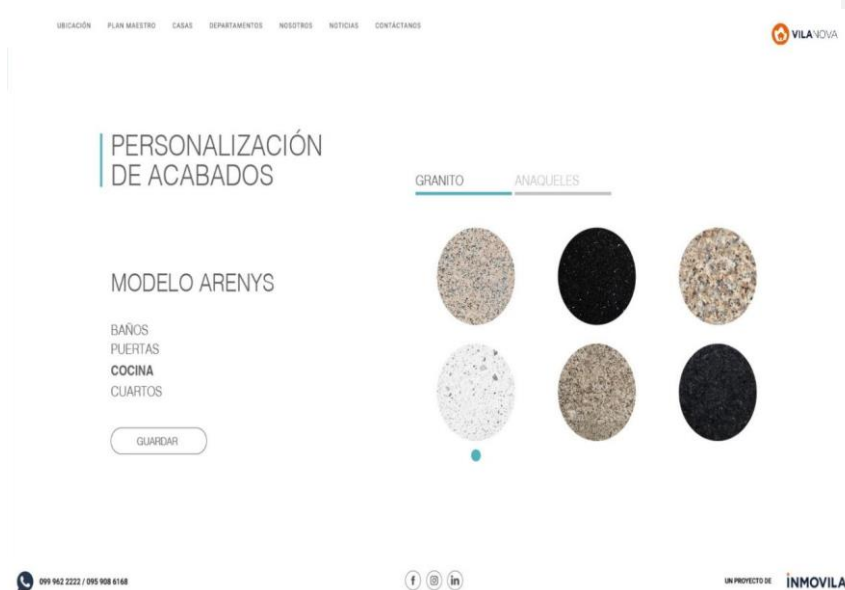 UBICACIÓN PLAN MAESTRO CASAS DEPARTAMENTOS NOSOTROS NOTICIAS CONTÁCTANOS
VILANOVA
PERSONALIZACIÓN
DE ACABADOS
GRANITO ANAQUELES
MODELO ARENYS
BAÑOS
PUERTAS
COCINA
CUARTOS
GUARDAR
099 962 2222 / 095 908 6168
UN PROYECTO DE INMOVILA